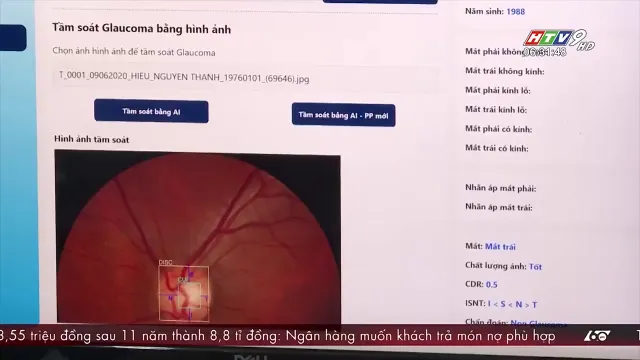 Tầm soát Glaucoma bằng hình ảnh
Chọn ảnh hình ảnh để tầm soát Glaucoma
T_0001_09062020_HIEU_NGUYEN THANH_19760101_(69646).jpg
Tầm soát bằng AI
Tầm soát bằng AI - PP mới
Hình ảnh tầm soát
DISC
Năm sinh: 1988
HTV9 HD
06:31:48
Mắt phải không
Mắt trái không kính:
Mắt phải kính lỗ:
Mắt trái kính lỗ:
Mắt phải có kính:
Mắt trái có kính:
Nhãn áp mắt phải:
Nhãn áp mắt trái:
Mắt: Mắt trái
Chất lượng ảnh: Tốt
CDR: 0.5
ISNT: I < S < N > T
Chẩn đoán: Non Glaucoma
3,55 triệu đồng sau 11 năm thành 8,8 tỉ đồng: Ngân hàng muốn khách trả món nợ phù hợp
60
DELL